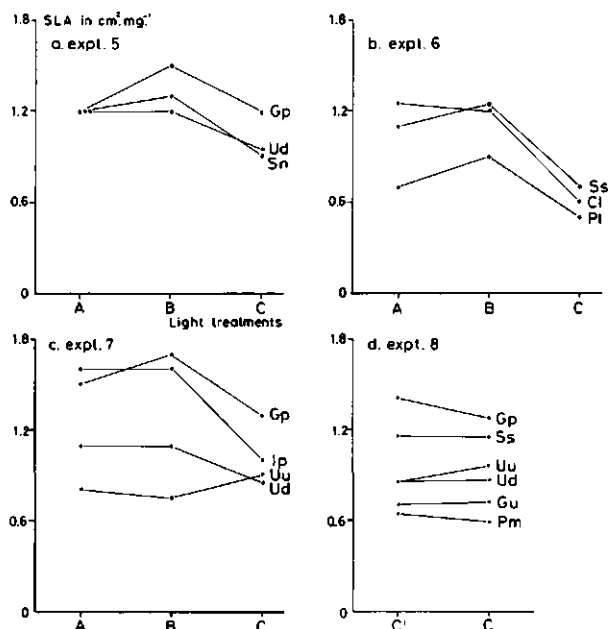 SLA in cm².mg⁻¹
a. expt. 5
1.8
1.2
0.6
0
Gp
Ud
Sn
A B C
b. expt. 6
1.8
1.2
0.6
0
Ss
Cl
Pl
A B C
Light treatments
c. expt. 7
1.8
1.2
0.6
0
Gp
Ip
Uu
Ud
A B C
d. expt. 8
1.8
1.2
0.6
0
Gp
Ss
Uu
Ud
Gu
Pm
C' C